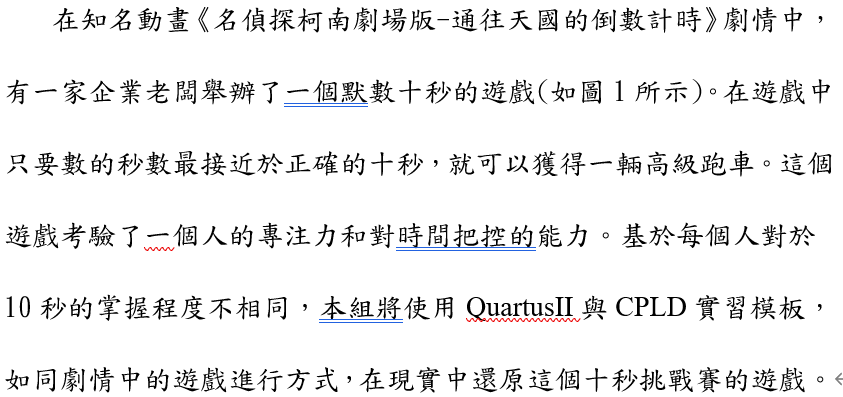 在知名動畫《名偵探柯南劇場版-通往天國的倒數計時》劇情中，
有一家企業老闆舉辦了一個默數十秒的遊戲(如圖 1 所示)。在遊戲中
只要數的秒數最接近於正確的十秒，就可以獲得一輛高級跑車。這個
遊戲考驗了一個人的專注力和對時間把控的能力。基於每個人對於
10 秒的掌握程度不相同，本組將使用 QuartusII 與 CPLD 實習模板，
如同劇情中的遊戲進行方式，在現實中還原這個十秒挑戰賽的遊戲。